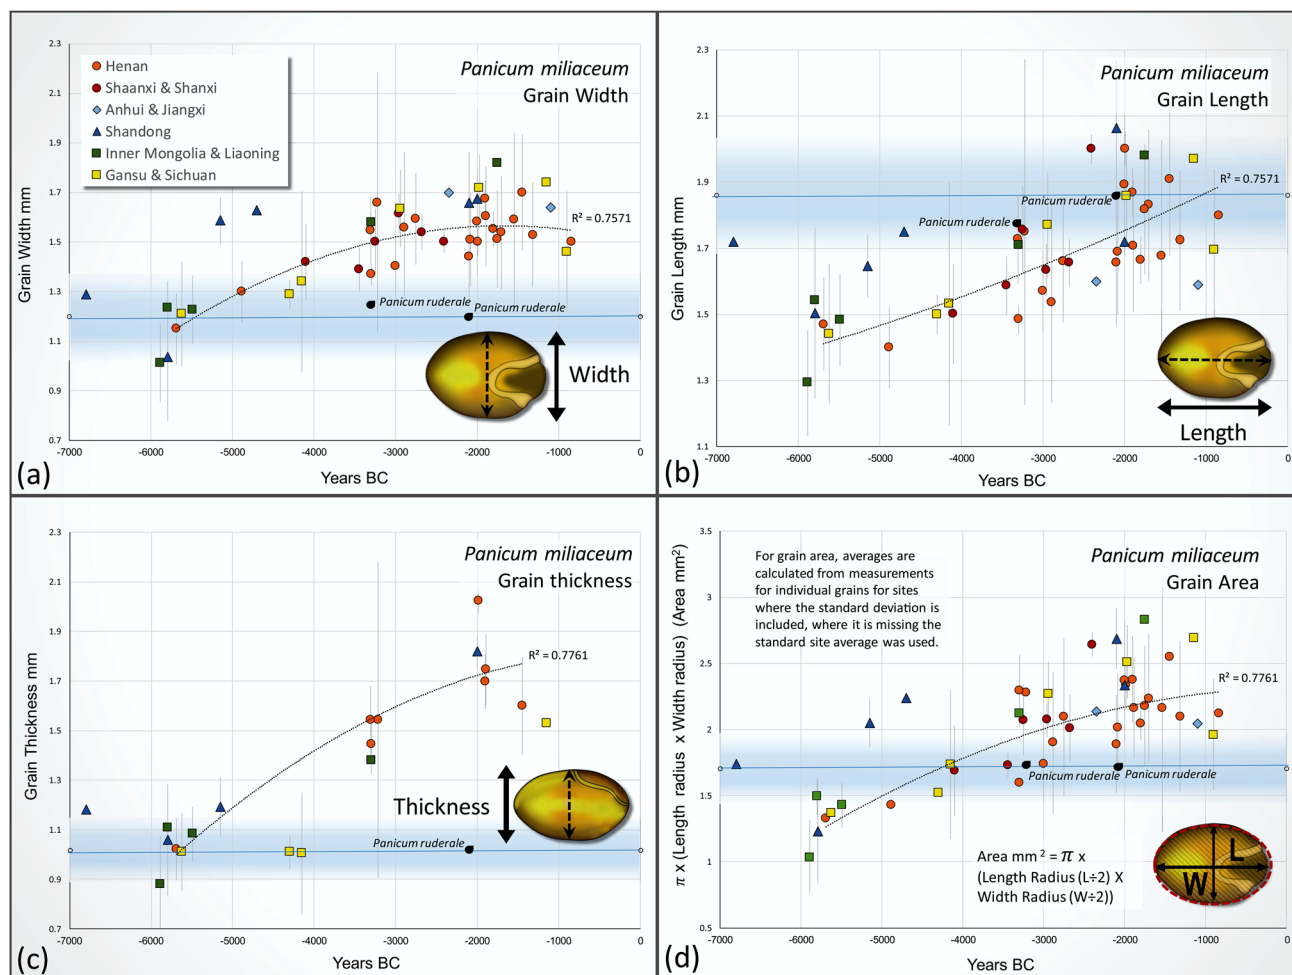 Panicum miliaceum
Grain Width
Henan
Shaanxi & Shanxi
Anhui & Jiangxi
Shandong
Inner Mongolia & Liaoning
Gansu & Sichuan
2.3
2.1
1.9
1.7
1.5
1.3
1.1
0.9
0.7
Grain Width mm
R² = 0.7571
Panicum ruderale
Panicum ruderale
Width
-7000
-6000
-5000
-4000
-3000
-2000
-1000
0
Years BC
(a)
Panicum miliaceum
Grain Length
2.3
2.1
1.9
1.7
1.5
1.3
1.1
Grain Length mm
R² = 0.7571
Panicum ruderale
Panicum ruderale
Length
-7000
-6000
-5000
-4000
-3000
-2000
-1000
0
Years BC
(b)
Panicum miliaceum
Grain thickness
2.3
2.1
1.9
1.7
1.5
1.3
1.1
0.9
0.7
Grain Thickness mm
R² = 0.7761
Thickness
Panicum ruderale
-7000
-6000
-5000
-4000
-3000
-2000
-1000
0
Years BC
(c)
For grain area, averages are
calculated from measurements
for individual grains for sites
where the standard deviation is
included, where it is missing the
standard site average was used.
Panicum miliaceum
Grain Area
3.5
3
2.5
2
1.5
1
0.5
π x (Length radius x Width radius) (Area mm²)
R² = 0.7761
Panicum ruderale
Panicum ruderale
Area mm² = π x
(Length Radius (L÷2) X
Width Radius (W÷2))
L
W
-7000
-6000
-5000
-4000
-3000
-2000
-1000
0
Years BC
(d)